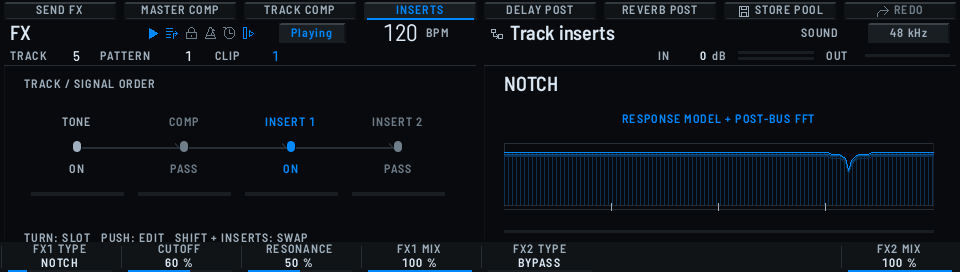 SEND FX
MASTER COMP
TRACK COMP
INSERTS
DELAY POST
REVERB POST
STORE POOL
REDO
FX
Playing
120 BPM
Track inserts
SOUND
48 kHz
TRACK 5 PATTERN 1 CLIP 1
IN 0 dB OUT
TRACK / SIGNAL ORDER
NOTCH
RESPONSE MODEL + POST-BUS FFT
TONE COMP INSERT 1 INSERT 2
ON PASS ON PASS
TURN: SLOT PUSH: EDIT SHIFT + INSERTS: SWAP
FX1 TYPE CUTOFF RESONANCE FX1 MIX FX2 TYPE FX2 MIX
NOTCH 60 % 50 % 100 % BYPASS 100 %